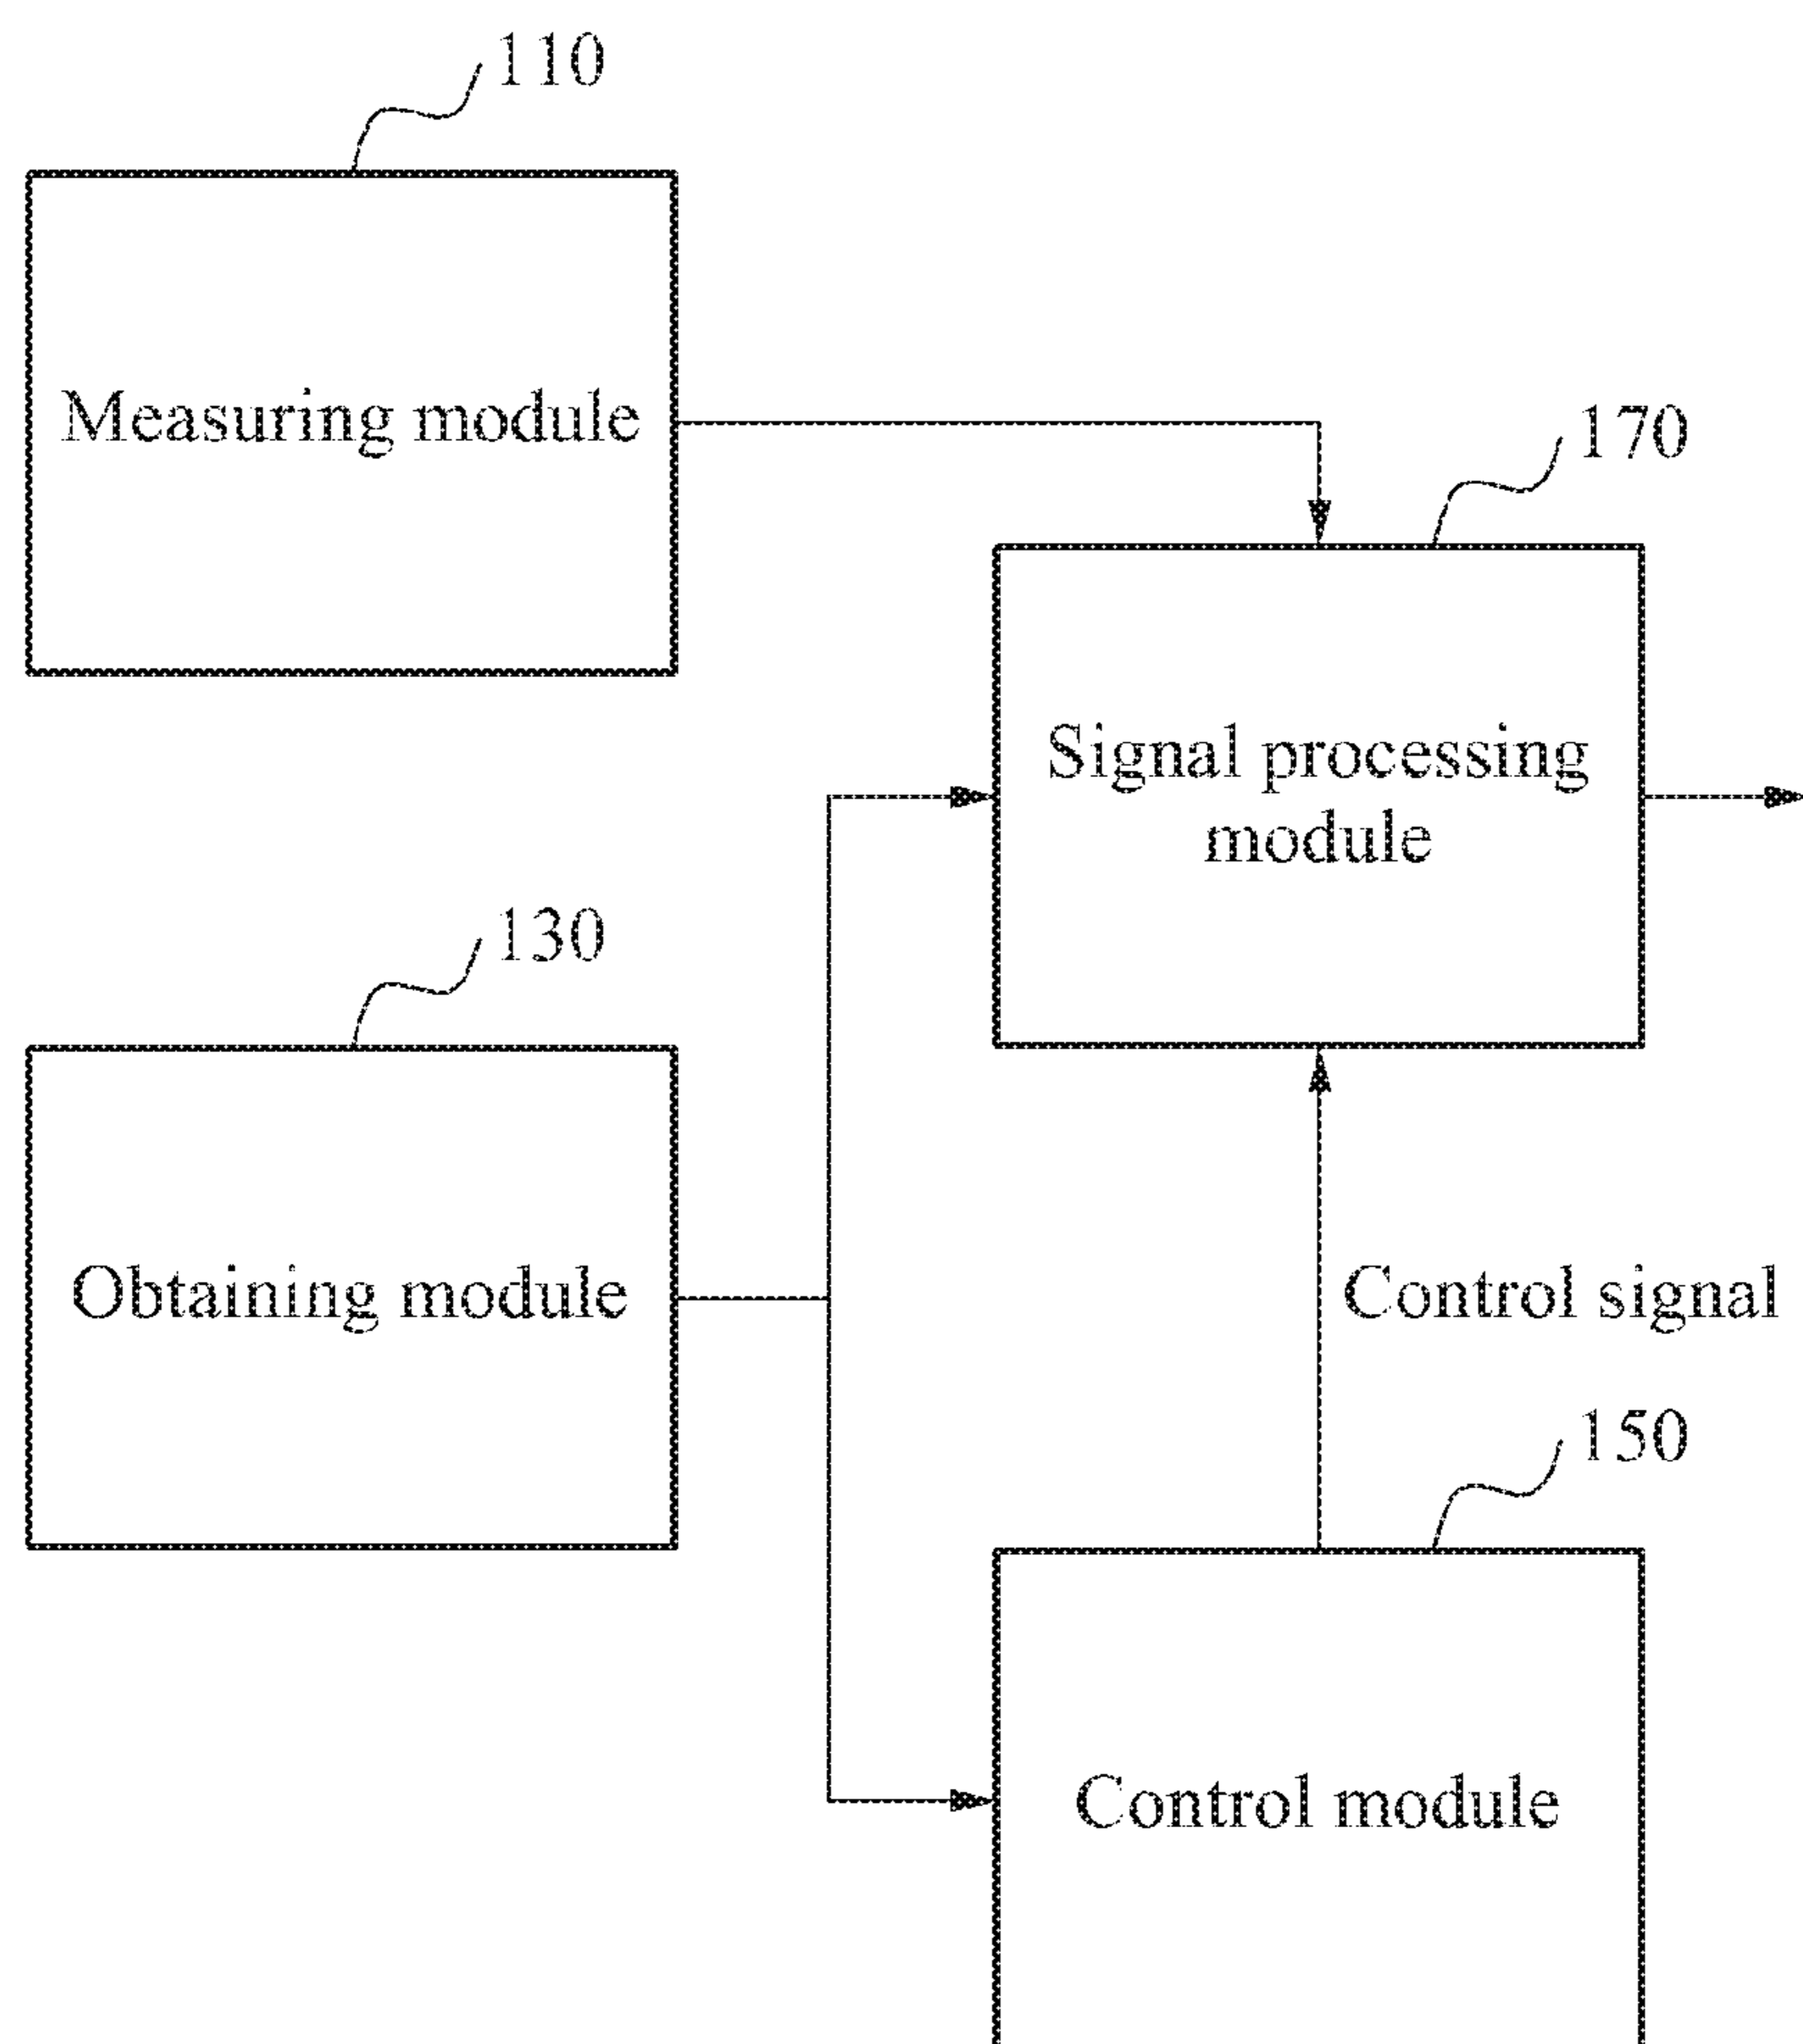 110
Measuring module
170
Signal processing
module
130
Obtaining module
Control signal
150
Control module